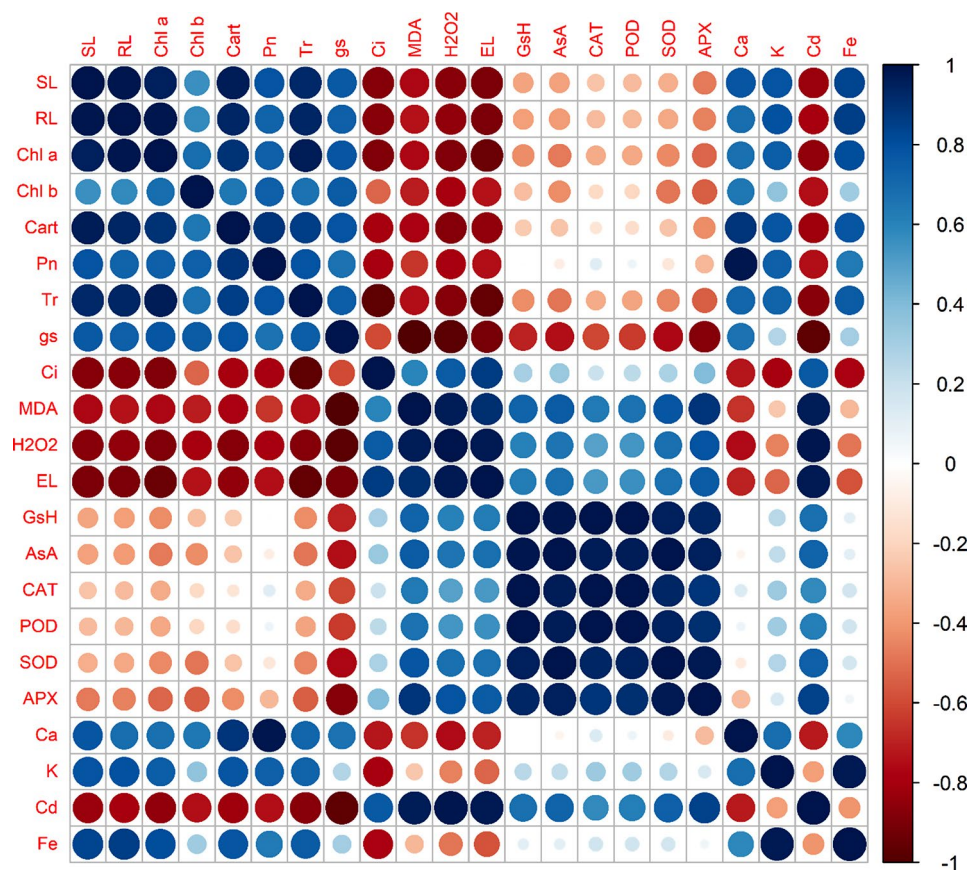 SL RL Chl a Chl b Cart Pn Tr gs Ci MDA H2O2 EL GsH AsA CAT POD SOD APX Ca K Cd Fe
SL
RL
Chl a
Chl b
Cart
Pn
Tr
gs
Ci
MDA
H2O2
EL
GsH
AsA
CAT
POD
SOD
APX
Ca
K
Cd
Fe
1
0.8
0.6
0.4
0.2
0
-0.2
-0.4
-0.6
-0.8
-1